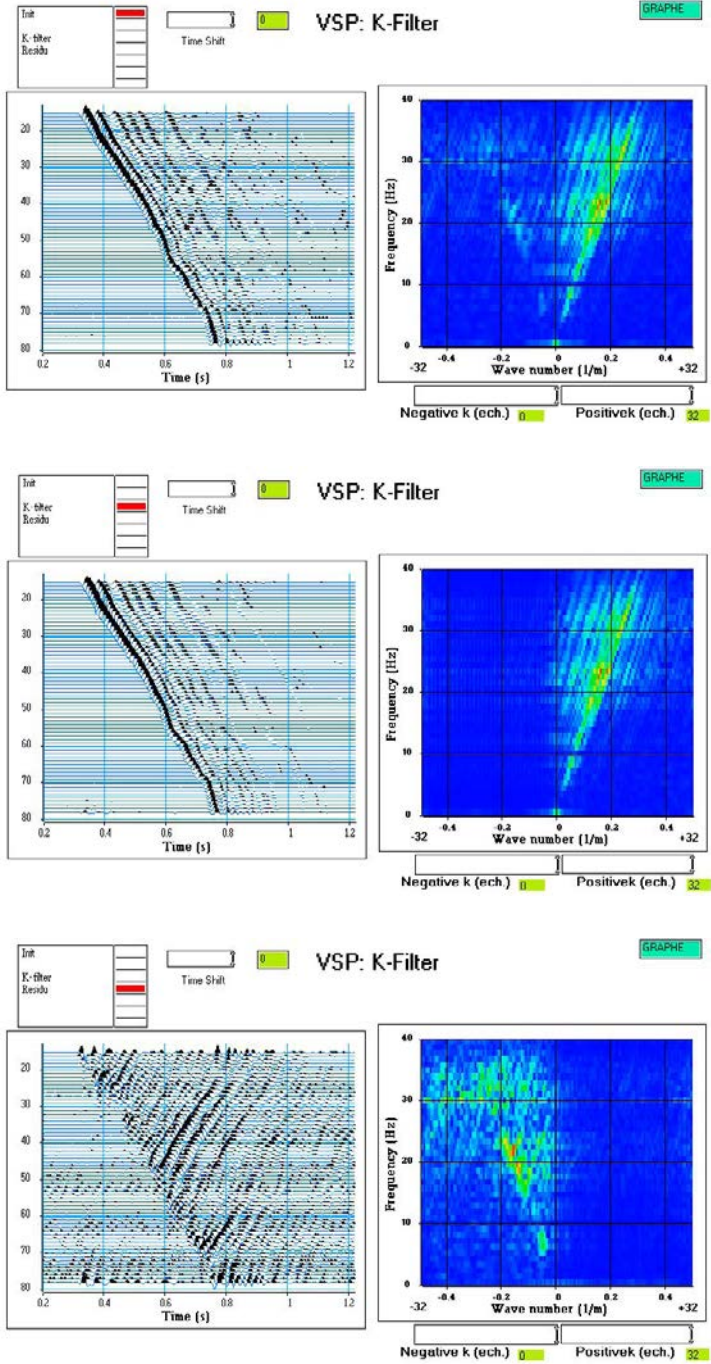 Init
K-filter
Residu
Time Shift
0
VSP: K-Filter
GRAPHE
20
30
40
50
60
70
80
0.2 0.4 0.6 0.8 1 1.2
Time (s)
Frequency (Hz)
40
30
20
10
0
-0.4 -0.2 0 0.2 0.4
-32 Wave number (1/m) +32
Negative k (ech.) 0 Positivek (ech.) 32
Init
K-filter
Residu
Time Shift
0
VSP: K-Filter
GRAPHE
20
30
40
50
60
70
80
0.2 0.4 0.6 0.8 1 1.2
Time (s)
Frequency (Hz)
40
30
20
10
0
-0.4 -0.2 0 0.2 0.4
-32 Wave number (1/m) +32
Negative k (ech.) 0 Positivek (ech.) 32
Init
K-filter
Residu
Time Shift
0
VSP: K-Filter
GRAPHE
20
30
40
50
60
70
80
0.2 0.4 0.6 0.8 1 1.2
Time (s)
Frequency (Hz)
40
30
20
10
0
-0.4 -0.2 0 0.2 0.4
-32 Wave number (1/m) +32
Negative k (ech.) 0 Positivek (ech.) 32